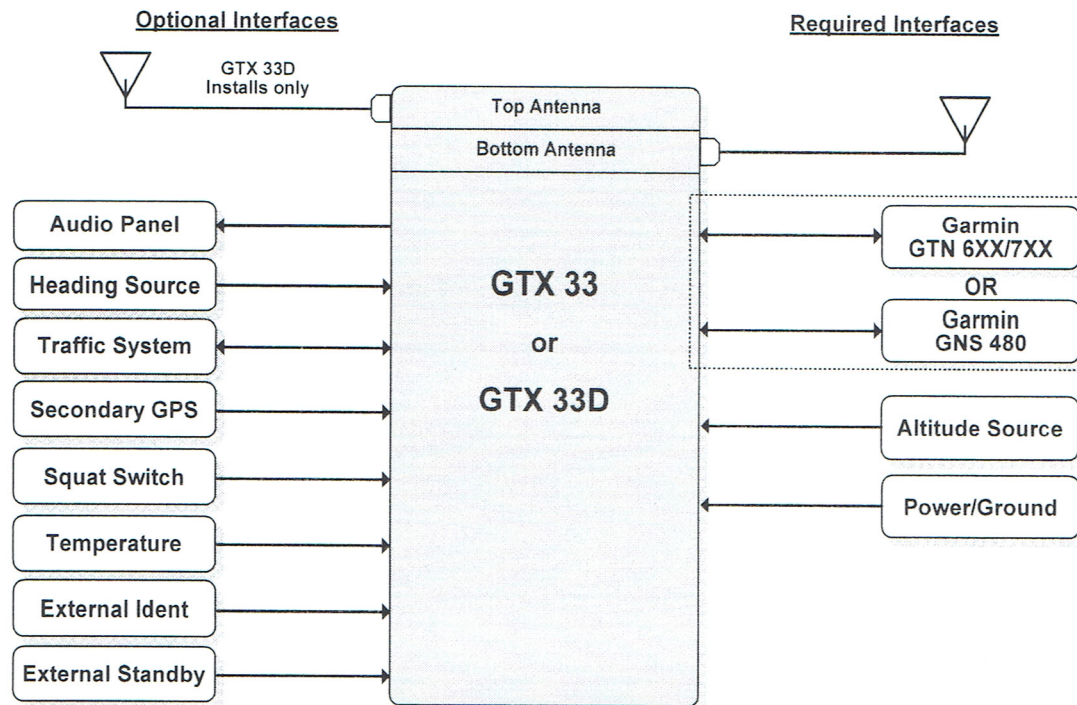 Optional Interfaces
Required Interfaces
GTX 33D
Installs only
Top Antenna
Bottom Antenna
Audio Panel
Heading Source
Traffic System
Secondary GPS
Squat Switch
Temperature
External Ident
External Standby
GTX 33
or
GTX 33D
Garmin
GTN 6XX/7XX
OR
Garmin
GNS 480
Altitude Source
Power/Ground